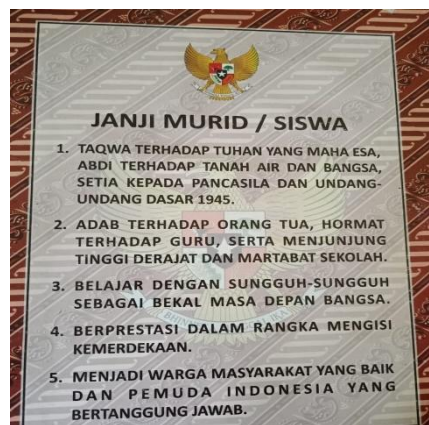 JANJI MURID / SISWA
1. TAQWA TERHADAP TUHAN YANG MAHA ESA,
ABDI TERHADAP TANAH AIR DAN BANGSA,
SETIA KEPADA PANCASILA DAN UNDANG-
UNDANG DASAR 1945.
2. ADAB TERHADAP ORANG TUA, HORMAT
TERHADAP GURU, SERTA MENJUNJUNG
TINGGI DERAJAT DAN MARTABAT SEKOLAH.
3. BELAJAR DENGAN SUNGGUH-SUNGGUH
SEBAGAI BEKAL MASA DEPAN BANGSA.
4. BERPRESTASI DALAM RANGKA MENGISI
KEMERDEKAAN.
5. MENJADI WARGA MASYARAKAT YANG BAIK
DAN PEMUDA INDONESIA YANG
BERTANGGUNG JAWAB.